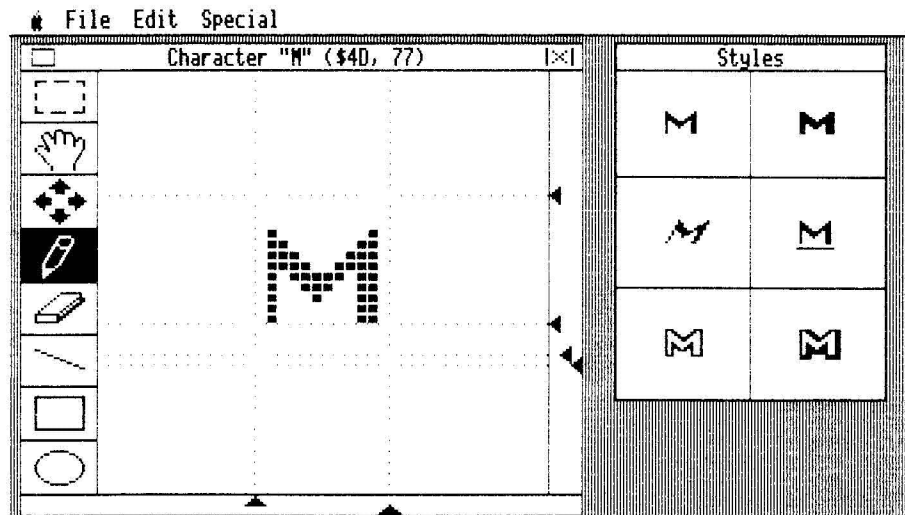 File Edit Special
Character "M" ($4D, 77)
Styles
M M
M M
M M
M